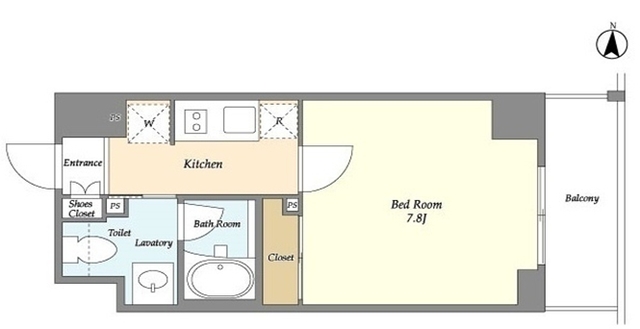 N
PS
W
R
Entrance
Kitchen
Shoes
Closet
PS
PS
Bed Room
7.8J
Balcony
Toilet
Lavatory
Bath Room
Closet